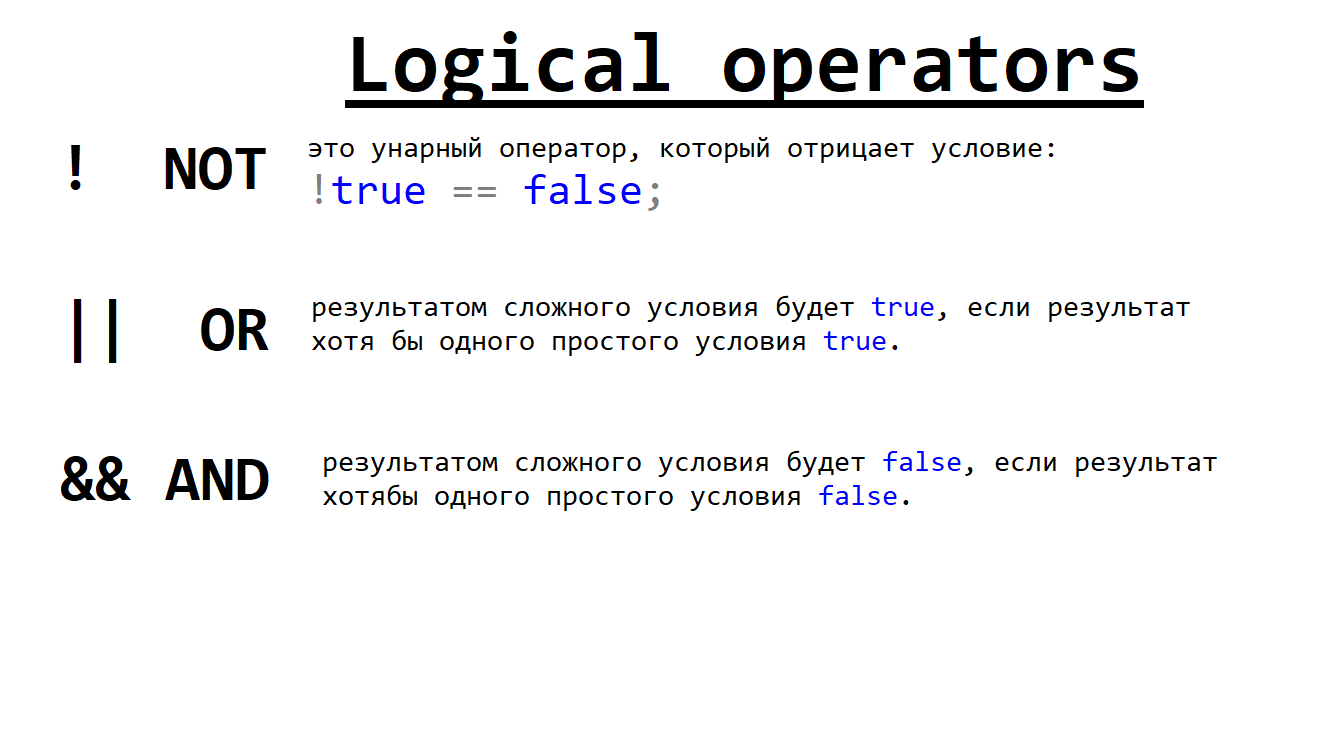 Logical operators
! NOT
это унарный оператор, который отрицает условие:
!true == false;
|| OR
результатом сложного условия будет true, если результат
хотя бы одного простого условия true.
&& AND
результатом сложного условия будет false, если результат
хотябы одного простого условия false.